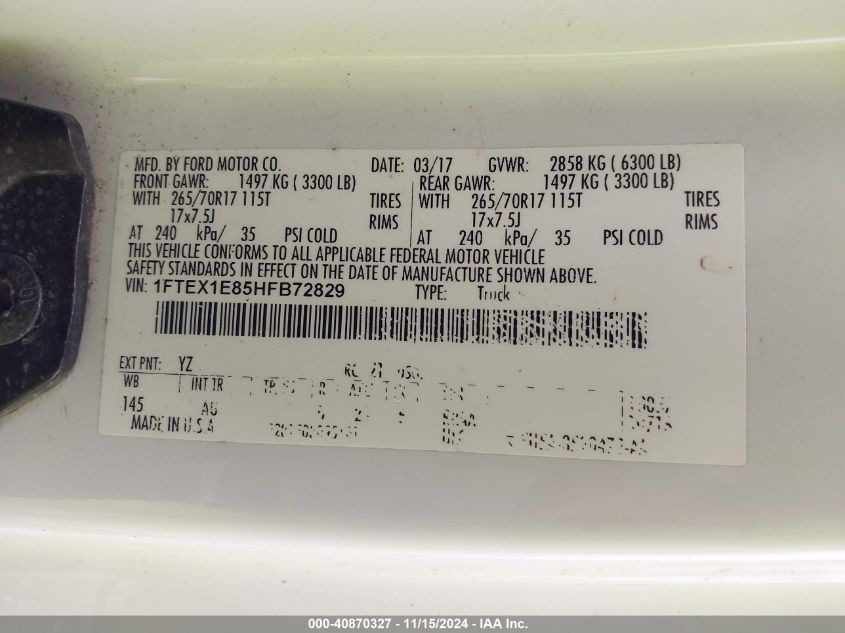 MFD. BY FORD MOTOR CO. DATE: 03/17 GVWR: 2858 KG ( 6300 LB)
FRONT GAWR: 1497 KG ( 3300 LB) REAR GAWR: 1497 KG ( 3300 LB)
WITH 265/70R17 115T TIRES WITH 265/70R17 115T TIRES
17x7.5J RIMS 17x7.5J RIMS
AT 240 kPa/ 35 PSI COLD AT 240 kPa/ 35 PSI COLD
THIS VEHICLE CONFORMS TO ALL APPLICABLE FEDERAL MOTOR VEHICLE
SAFETY STANDARDS IN EFFECT ON THE DATE OF MANUFACTURE SHOWN ABOVE.
VIN: 1FTEX1E85HFB72829 TYPE: Truck
EXT PNT: YZ
WB INT TR
145 AG
MADE IN U.S.A
000-40870327 - 11/15/2024 - IAA Inc.